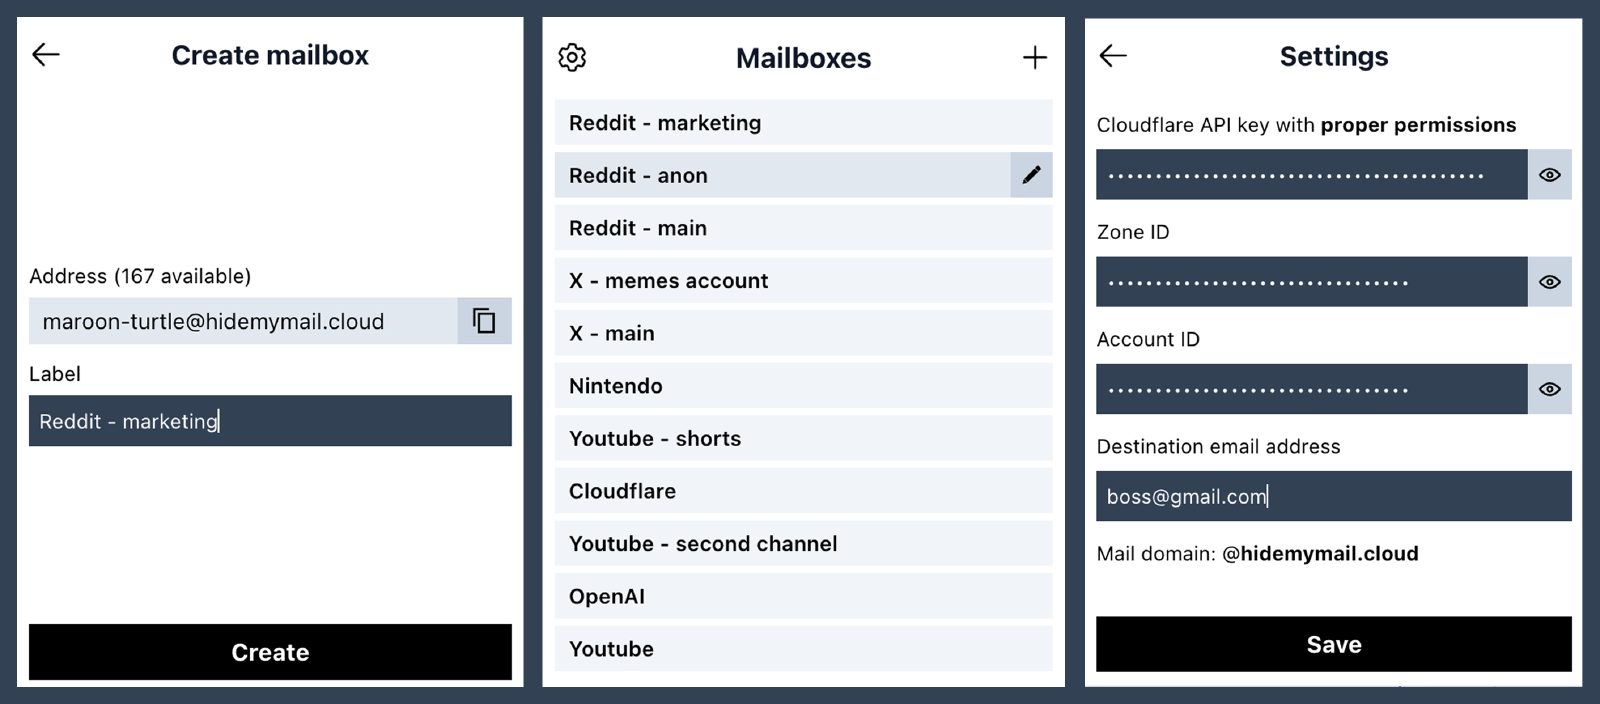 Create mailbox
Address (167 available)
maroon-turtle@hidemymail.cloud
Label
Reddit - marketing
Create
Mailboxes
Reddit - marketing
Reddit - anon
Reddit - main
X - memes account
X - main
Nintendo
Youtube - shorts
Cloudflare
Youtube - second channel
OpenAI
Youtube
Settings
Cloudflare API key with proper permissions
Zone ID
Account ID
Destination email address
boss@gmail.com
Mail domain: @hidemymail.cloud
Save